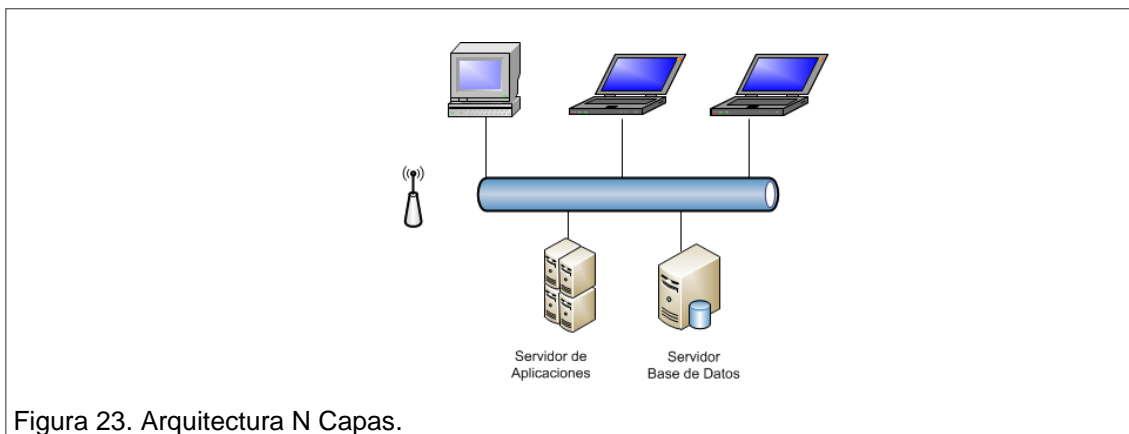 Servidor de
Aplicaciones
Servidor
Base de Datos
Figura 23. Arquitectura N Capas.